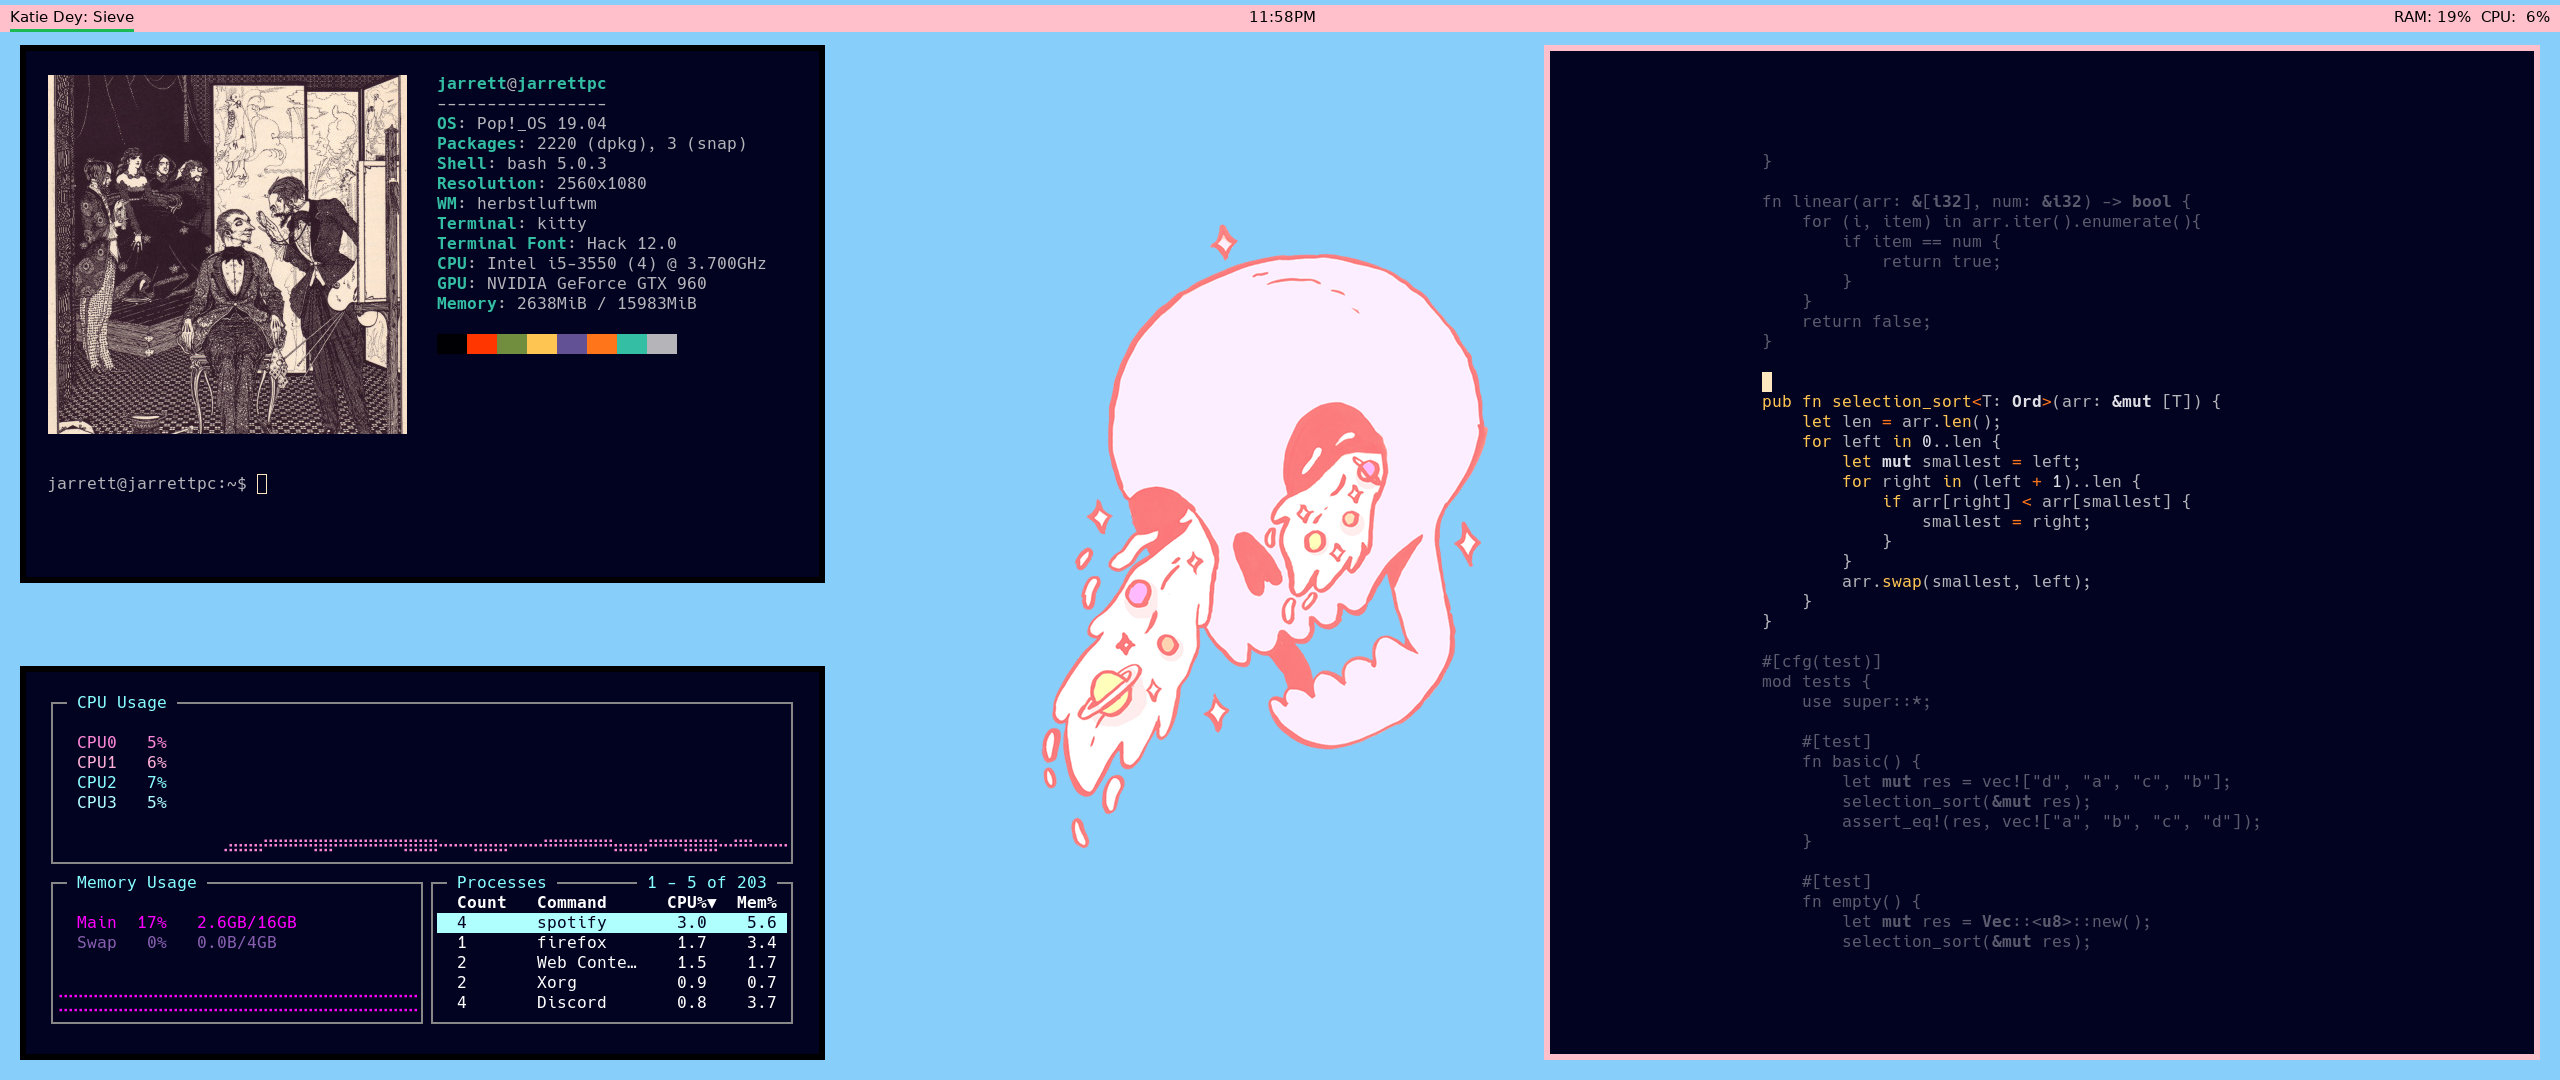 Katie Dey: Sieve
11:58PM
RAM: 19%  CPU:  6%
jarrett@jarrettpc
-----------------
OS: Pop!_OS 19.04
Packages: 2220 (dpkg), 3 (snap)
Shell: bash 5.0.3
Resolution: 2560x1080
WM: herbstluftwm
Terminal: kitty
Terminal Font: Hack 12.0
CPU: Intel i5-3550 (4) @ 3.700GHz
GPU: NVIDIA GeForce GTX 960
Memory: 2638MiB / 15983MiB
jarrett@jarrettpc:~$
CPU Usage
CPU0   5%
CPU1   6%
CPU2   7%
CPU3   5%
Memory Usage
Main  17%   2.6GB/16GB
Swap   0%   0.0B/4GB
Processes   1 - 5 of 203
Count   Command   CPU%▼   Mem%
4   spotify   3.0   5.6
1   firefox   1.7   3.4
2   Web Conte…   1.5   1.7
2   Xorg   0.9   0.7
4   Discord   0.8   3.7
}
fn linear(arr: &[i32], num: &i32) -> bool {
    for (i, item) in arr.iter().enumerate(){
        if item == num {
            return true;
        }
    }
    return false;
}
pub fn selection_sort<T: Ord>(arr: &mut [T]) {
    let len = arr.len();
    for left in 0..len {
        let mut smallest = left;
        for right in (left + 1)..len {
            if arr[right] < arr[smallest] {
                smallest = right;
            }
        }
        arr.swap(smallest, left);
    }
}
#[cfg(test)]
mod tests {
    use super::*;
    #[test]
    fn basic() {
        let mut res = vec!["d", "a", "c", "b"];
        selection_sort(&mut res);
        assert_eq!(res, vec!["a", "b", "c", "d"]);
    }
    #[test]
    fn empty() {
        let mut res = Vec::<u8>::new();
        selection_sort(&mut res);